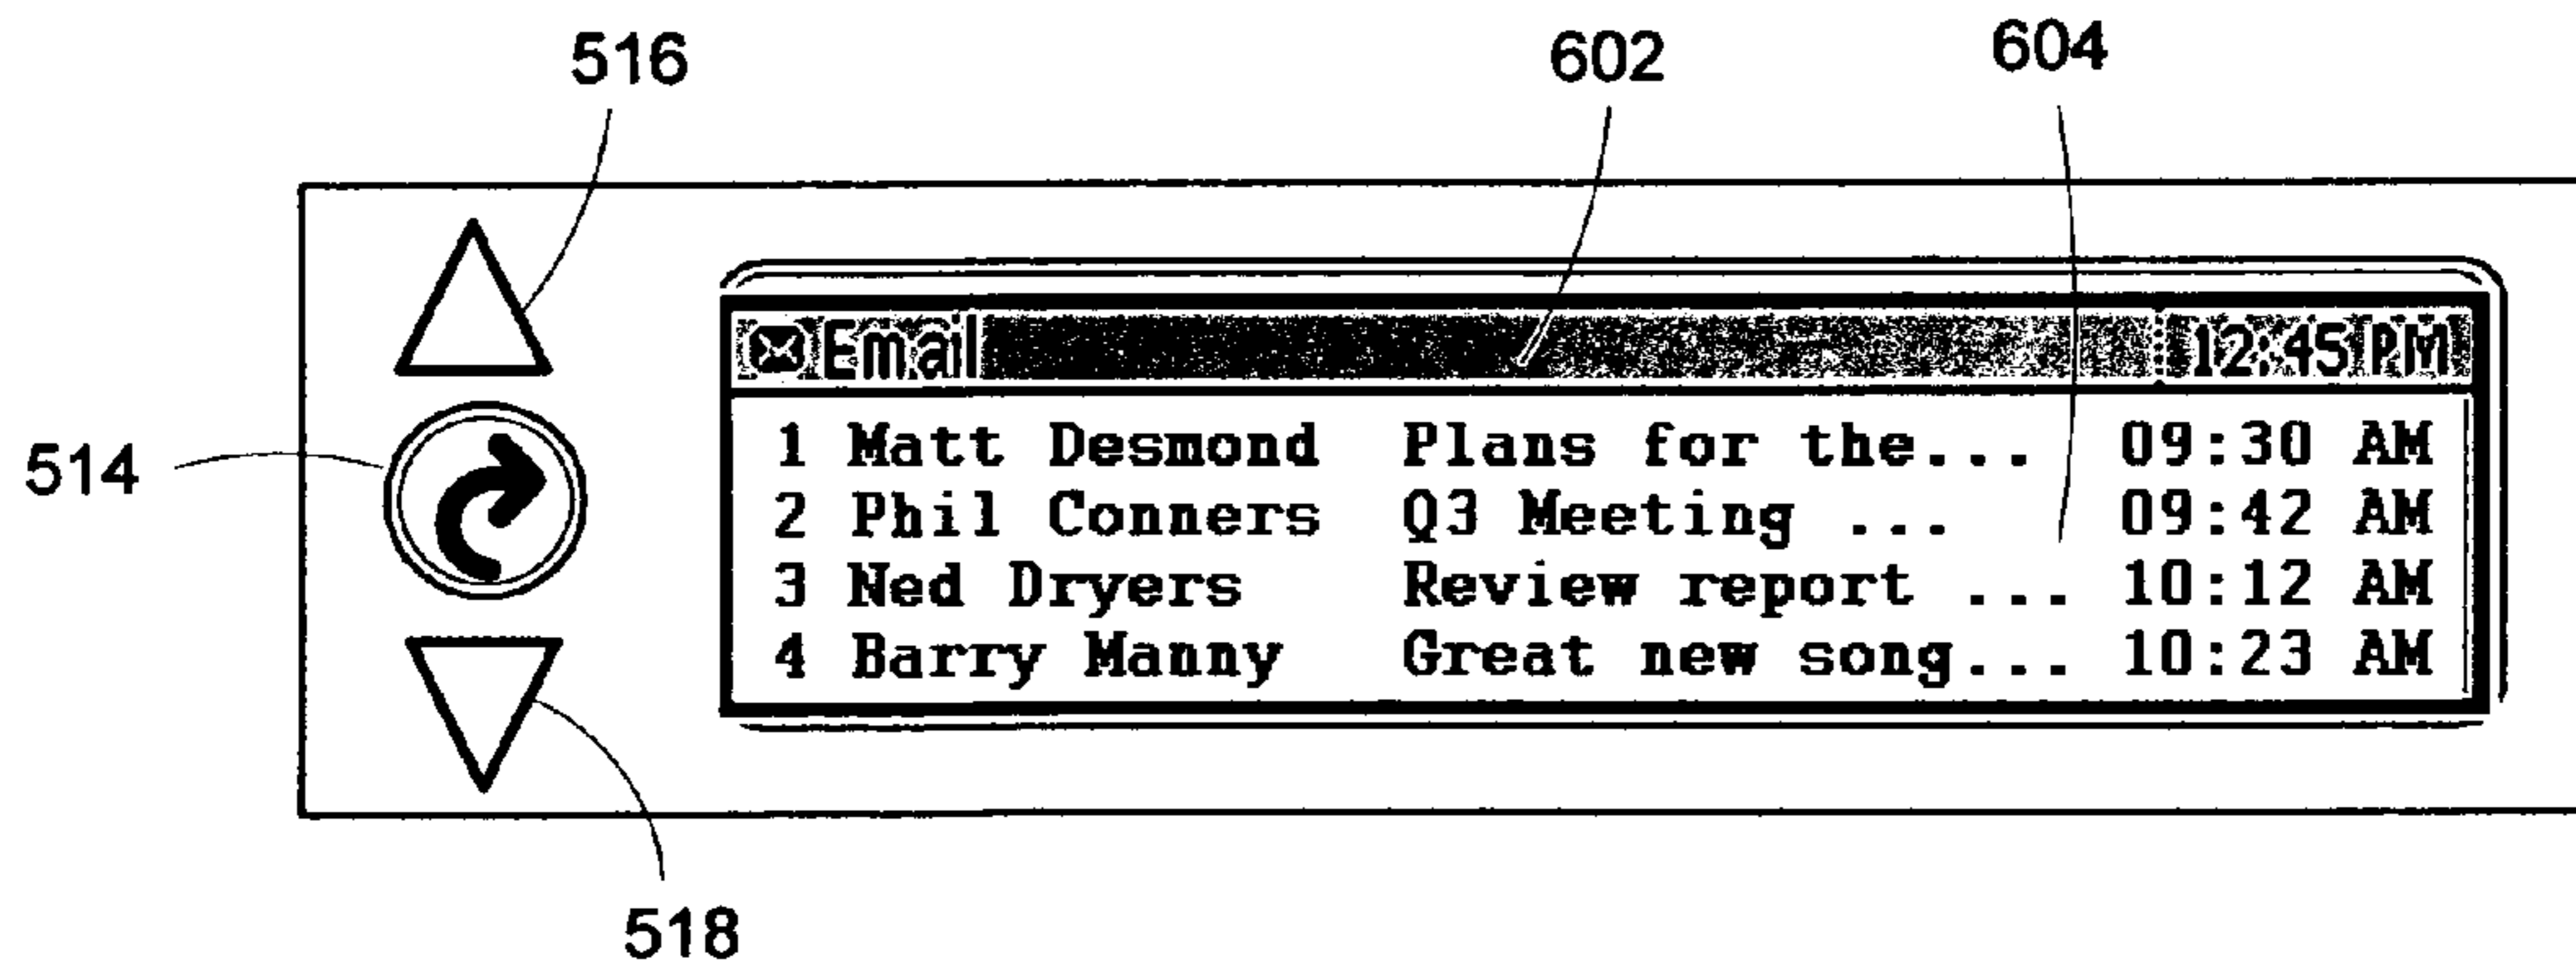 516 602 604
Email 12:45 PM
1 Matt Desmond Plans for the... 09:30 AM
514
2 Phil Conners Q3 Meeting ... 09:42 AM
3 Ned Dryers Review report ... 10:12 AM
4 Barry Manny Great new song... 10:23 AM
518